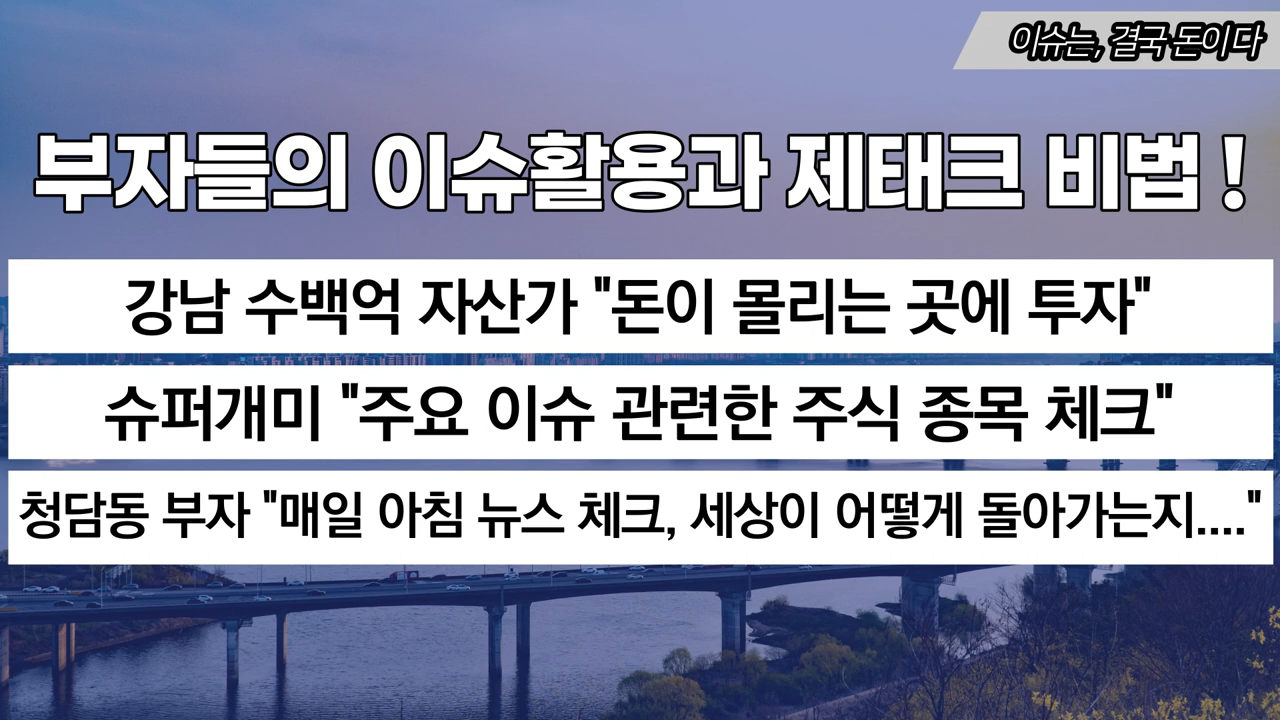 이슈는, 결국 돈이다
부자들의 이슈활용과 제태크 비법 !
강남 수백억 자산가 "돈이 몰리는 곳에 투자"
슈퍼개미 "주요 이슈 관련한 주식 종목 체크"
청담동 부자 "매일 아침 뉴스 체크, 세상이 어떻게 돌아가는지...."